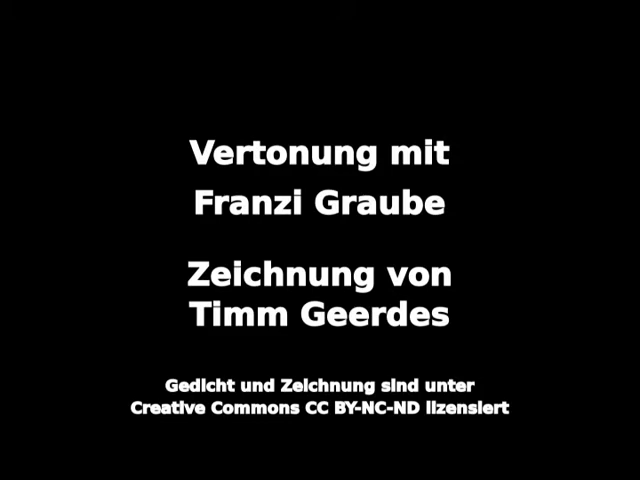 Vertonung mit
Franzi Graube
Zeichnung von
Timm Geerdes
Gedicht und Zeichnung sind unter
Creative Commons CC BY-NC-ND lizensiert